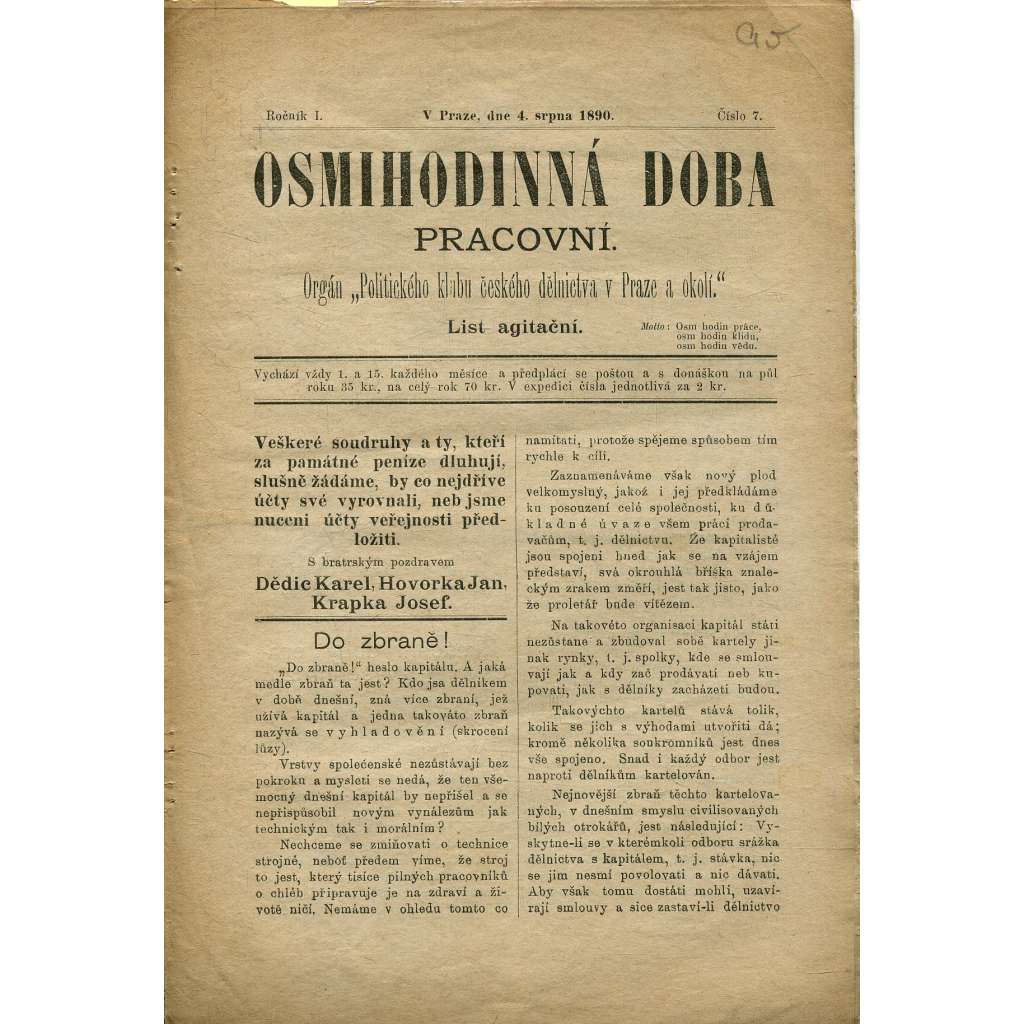 Ročník I.
V Praze, dne 4. srpna 1890.
Číslo 7.
OSMIHODINNÁ DOBA
PRACOVNÍ.
Orgán „Politického klubu českého dělnictva v Praze a okolí.“
List agitační.
Motto: Osm hodin práce,
osm hodin klidu,
osm hodin vědu.
Vychází vždy 1. a 15. každého měsíce a předplácí se poštou a s donáškou na půl
roku 35 kr., na celý rok 70 kr. V expedici čísla jednotlivá za 2 kr.
Veškeré soudruhy a ty, kteří
za památné peníze dluhují,
slušně žádáme, by co nejdříve
účty své vyrovnali, neb jsme
nuceni účty veřejnosti před-
ložiti.
S bratrským pozdravem
Dědic Karel, Hovorka Jan,
Krapka Josef.
Do zbraně!
„Do zbraně!“ heslo kapitálu. A jaká
medle zbraň ta jest? Kdo jsa dělníkem
v době dnešní, zná více zbraní, jež
užívá kapitál a jedna takováto zbraň
nazývá se vyhladovění (skrocení
lůzy).
Vrstvy společenské nezůstávají bez
pokroku a mysleti se nedá, že ten vše-
mocný dnešní kapitál by nepřišel a se
nepřispůsobil novým vynálezům jak
technickým tak i morálním?
Nechceme se zmiňovati o technice
strojné, neboť předem víme, že stroj
to jest, který tisíce pilných pracovníků
o chléb připravuje je na zdraví a ži-
votě ničí. Nemáme v ohledu tomto co
namítati, protože spějeme spůsobem tím
rychle k cíli.
Zaznamenáváme však nový plod
velkomyslný, jakož i jej předkládáme
ku posouzení celé společnosti, ku dů-
kladné úvaze všem prácí proda-
vačům, t. j. dělnictvu. Že kapitalisté
jsou spojeni hned jak se na vzájem
představí, svá okrouhlá bříška znale-
ckým zrakem změří, jest tak jisto, jako
že proletář bude vítězem.
Na takovéto organisaci kapitál státi
nezůstane a zbudoval sobě kartely ji-
nak rynky, t. j. spolky, kde se smlou-
vají jak a kdy zač prodávati neb ku-
povati, jak s dělníky zacházeti budou.
Takovýchto kartelů stává tolik,
kolik se jich s výhodami utvořiti dá;
kromě několika soukromníků jest dnes
vše spojeno. Snad i každý odbor jest
naproti dělníkům kartelován.
Nejnovější zbraň těchto kartelova-
ných, v dnešním smyslu civilisovaných
bílých otrokářů, jest následující: Vy-
skytne-li se v kterémkoli odboru srážka
dělnictva s kapitálem, t. j. stávka, nic
se jim nesmí povolovati a nic dávati.
Aby však tomu dostáti mohli, uzaví-
rají smlouvy a sice zastaví-li dělnictvo